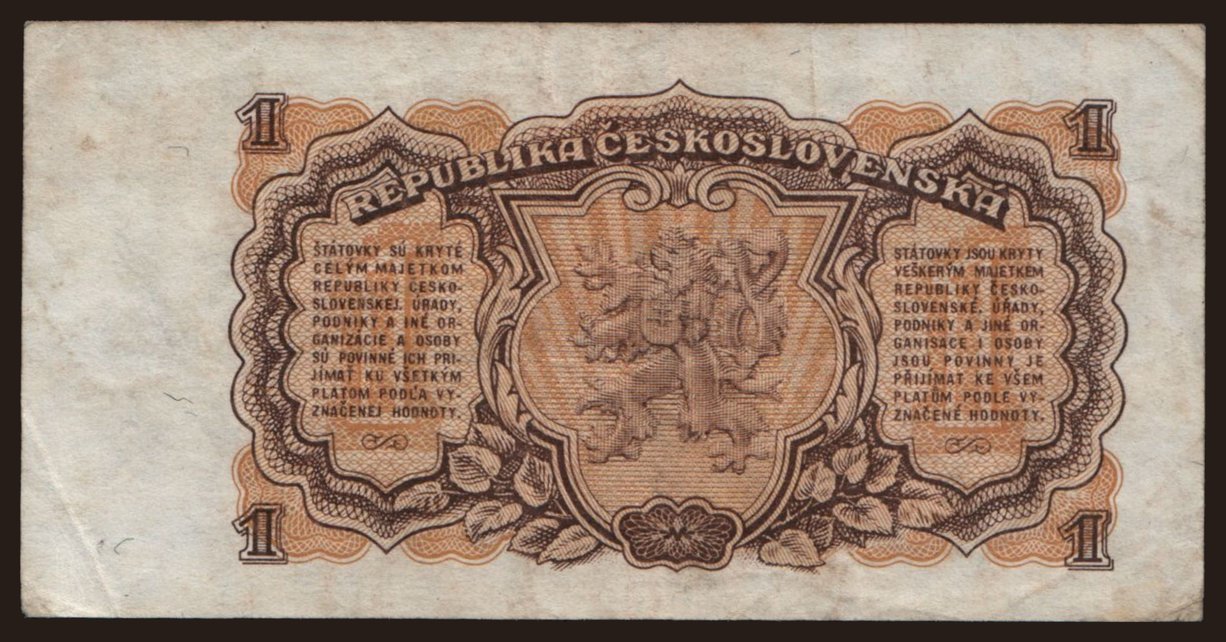 1 1
REPUBLIKA ČESKOSLOVENSKÁ
ŠTÁTOVKY SÚ KRYTÉ
CELÝM MAJETKOM
REPUBLIKY ČESKO-
SLOVENSKEJ. ÚRADY,
PODNIKY A INÉ OR-
GANIZÁCIE A OSOBY
SÚ POVINNÉ ICH PRI-
JÍMAŤ KU VŠETKÝM
PLATOM PODĽA VY-
ZNAČENEJ HODNOTY.
STÁTOVKY JSOU KRYTY
VEŠKERÝM MAJETKEM
REPUBLIKY ČESKO-
SLOVENSKÉ. ÚŘADY,
PODNIKY A JINÉ OR-
GANISACE I OSOBY
JSOU POVINNY JE
PŘIJÍMAT KE VŠEM
PLATŮM PODLE VY-
ZNAČENÉ HODNOTY.
1 1